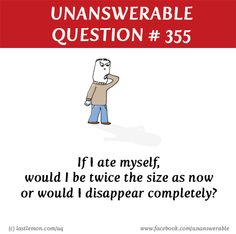 UNANSWERABLE
QUESTION # 355
If I ate myself,
would I be twice the size as now
or would I disappear completely?
(c) lastlemon.com/uq
www.facebook.com/unanswerable